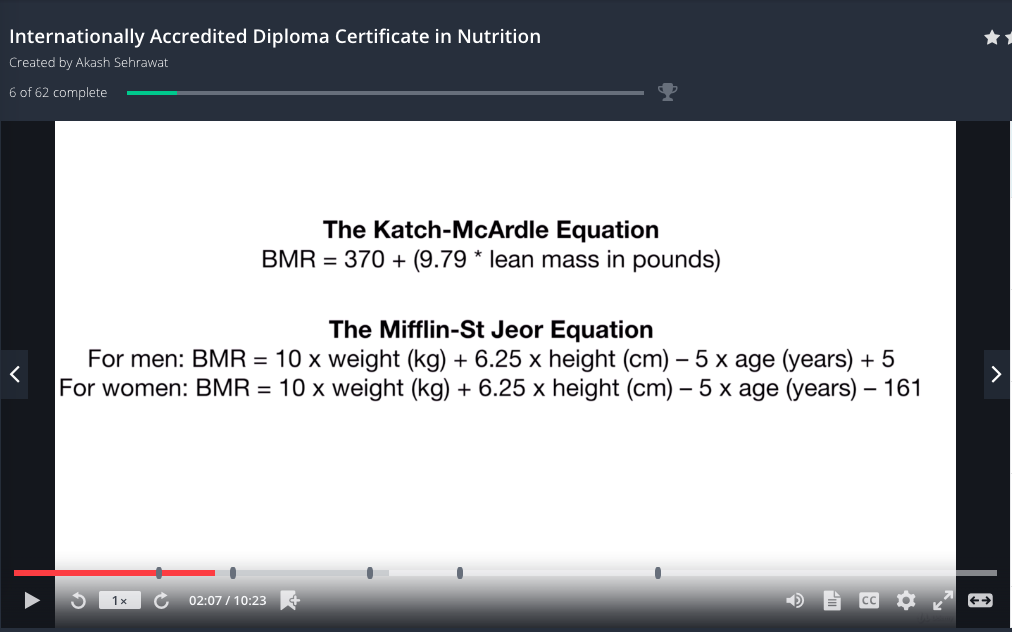 Internationally Accredited Diploma Certificate in Nutrition
Created by Akash Sehrawat
6 of 62 complete
The Katch-McArdle Equation
BMR = 370 + (9.79 * lean mass in pounds)
The Mifflin-St Jeor Equation
For men: BMR = 10 x weight (kg) + 6.25 x height (cm) – 5 x age (years) + 5
For women: BMR = 10 x weight (kg) + 6.25 x height (cm) – 5 x age (years) – 161
1×
02:07 / 10:23
CC